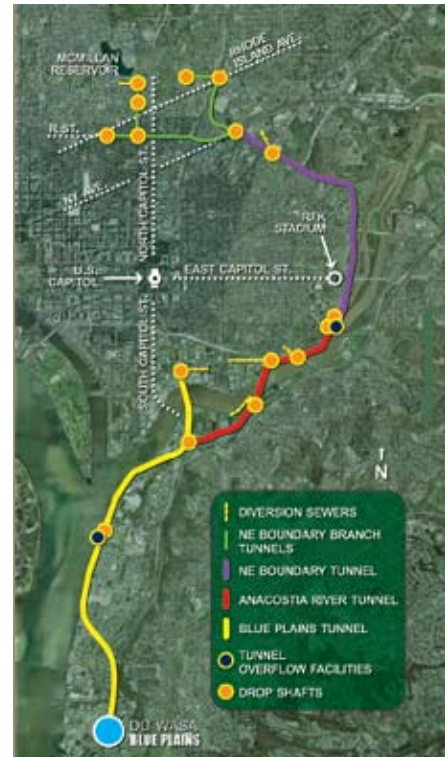 MCMILLAN
RESERVOIR
RHODE
ISLAND AVE.
R ST.
NY AVE.
NORTH CAPITOL ST.
RFK
STADIUM
U.S.
CAPITOL
EAST CAPITOL ST.
SOUTH CAPITOL ST.
N
DIVERSION SEWERS
NE BOUNDARY BRANCH
TUNNELS
NE BOUNDARY TUNNEL
ANACOSTIA RIVER TUNNEL
BLUE PLAINS TUNNEL
TUNNEL
OVERFLOW FACILITIES
DROP SHAFTS
DC-WASA
BLUE PLAINS